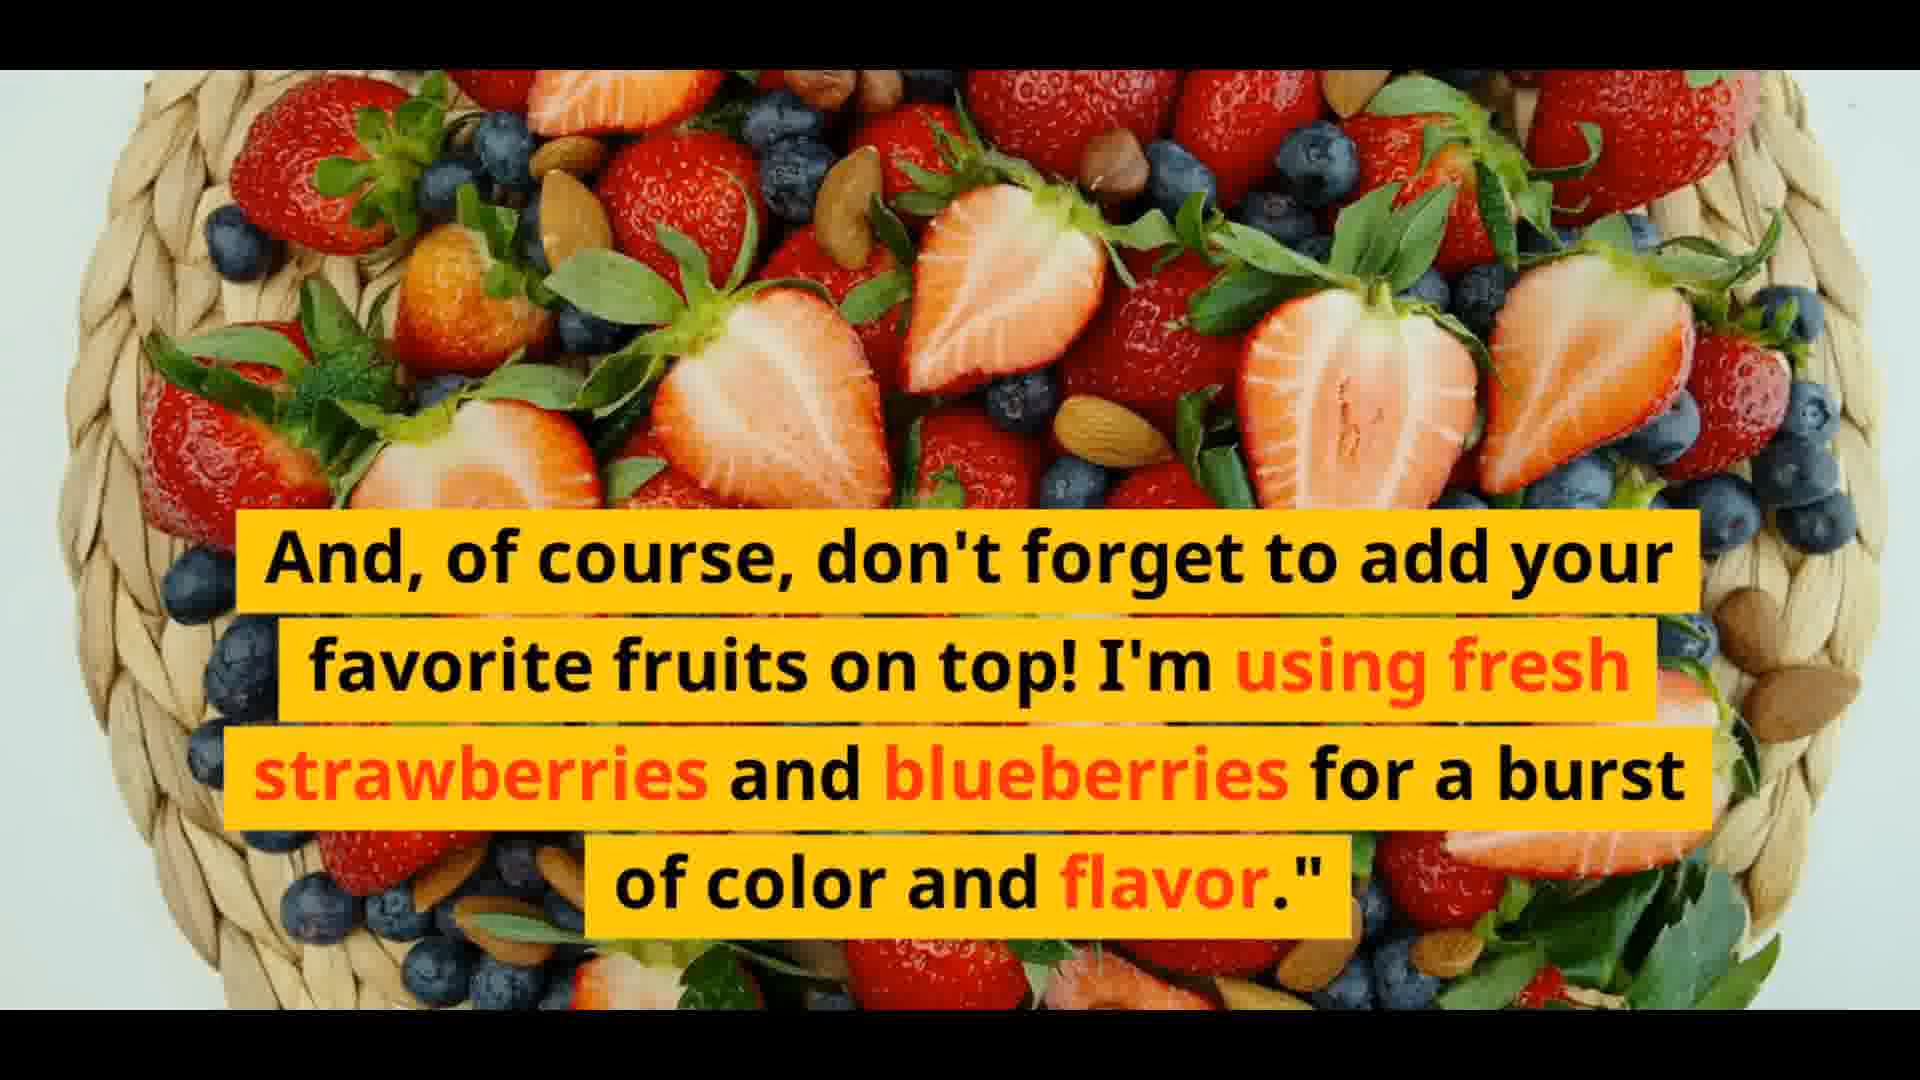 And, of course, don't forget to add your
favorite fruits on top! I'm using fresh
strawberries and blueberries for a burst
of color and flavor."